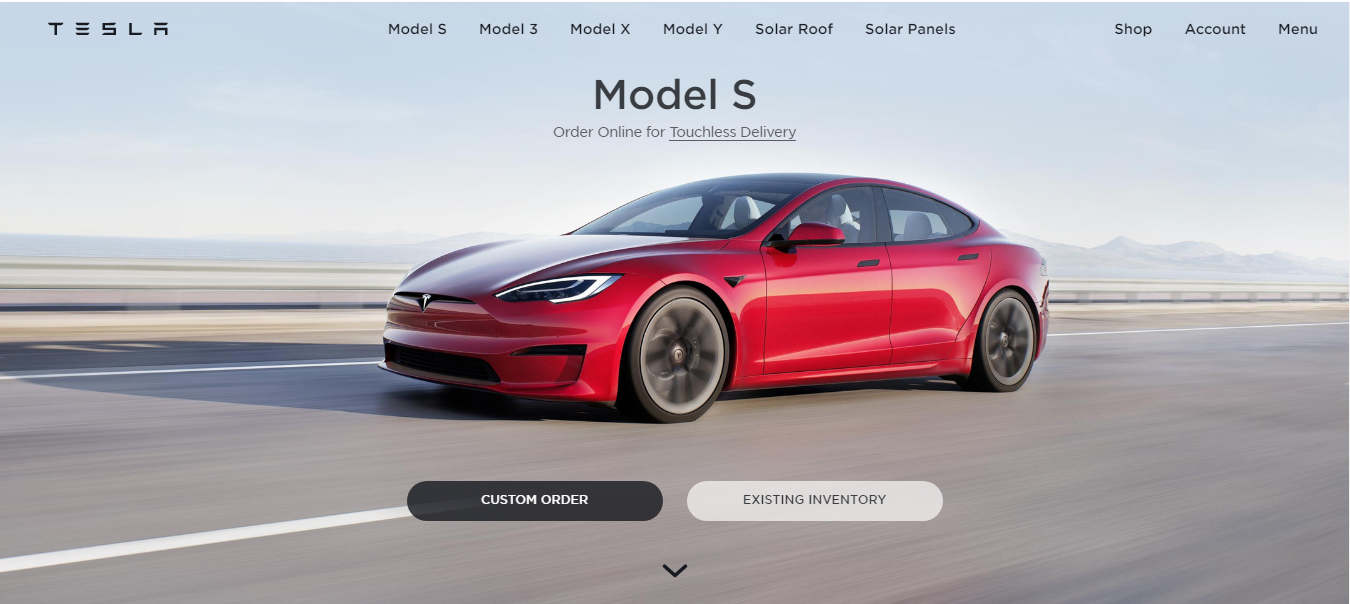 TESLA Model S Model 3 Model X Model Y Solar Roof Solar Panels Shop Account Menu
Model S
Order Online for Touchless Delivery
CUSTOM ORDER EXISTING INVENTORY